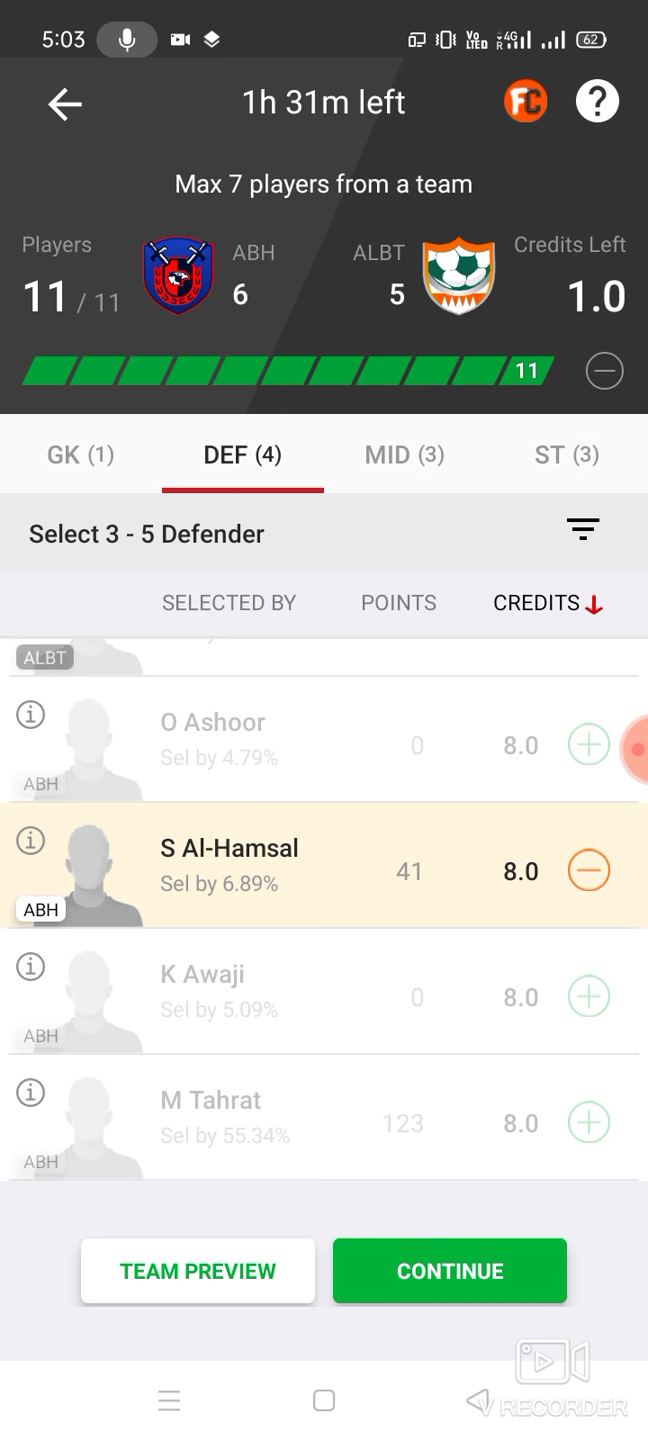 5:03
Vo
LTED
4G
R
62
1h 31m left
FC
?
Max 7 players from a team
Players
ABH
ALBT
Credits Left
11 / 11
6
5
1.0
11
GK (1)
DEF (4)
MID (3)
ST (3)
Select 3 - 5 Defender
SELECTED BY
POINTS
CREDITS
ALBT
O Ashoor
Sel by 4.79%
0
8.0
ABH
S Al-Hamsal
Sel by 6.89%
41
8.0
ABH
K Awaji
Sel by 5.09%
0
8.0
ABH
M Tahrat
Sel by 55.34%
123
8.0
ABH
TEAM PREVIEW
CONTINUE
V RECORDER